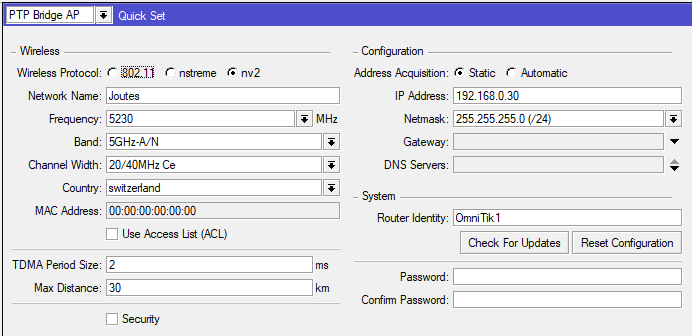 PTP Bridge AP Quick Set
Wireless
Wireless Protocol: 802.11 nstreme nv2
Network Name: Joutes
Frequency: 5230 MHz
Band: 5GHz-A/N
Channel Width: 20/40MHz Ce
Country: switzerland
MAC Address: 00:00:00:00:00:00
Use Access List (ACL)
TDMA Period Size: 2 ms
Max Distance: 30 km
Security
Configuration
Address Acquisition: Static Automatic
IP Address: 192.168.0.30
Netmask: 255.255.255.0 (/24)
Gateway:
DNS Servers:
System
Router Identity: OmniTik1
Check For Updates Reset Configuration
Password:
Confirm Password: